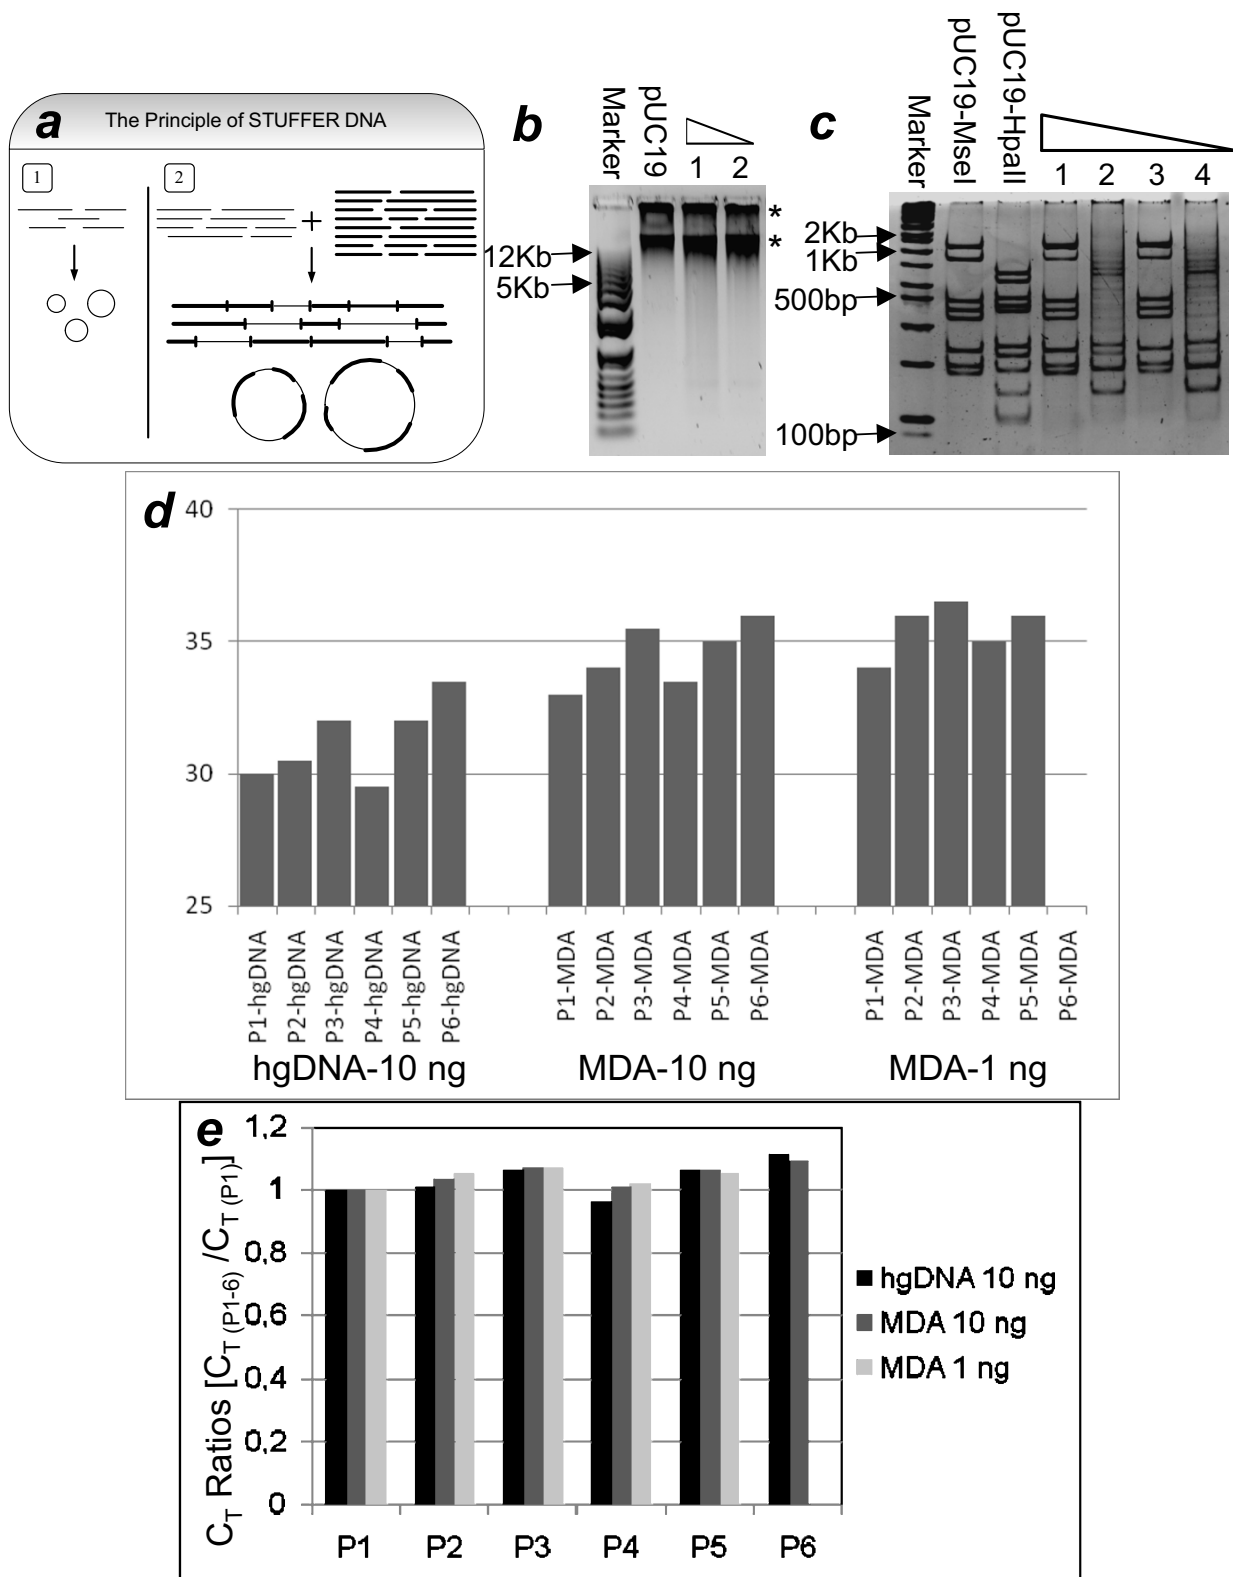 a
The Principle of STUFFER DNA
1
2
+
b
Marker
pUC19
1 2
*
*
12Kb
5Kb
c
Marker
pUC19-MseI
pUC19-HpaII
1 2 3 4
2Kb
1Kb
500bp
100bp
d
40
35
30
25
P1-hgDNA
P2-hgDNA
P3-hgDNA
P4-hgDNA
P5-hgDNA
P6-hgDNA
P1-MDA
P2-MDA
P3-MDA
P4-MDA
P5-MDA
P6-MDA
P1-MDA
P2-MDA
P3-MDA
P4-MDA
P5-MDA
P6-MDA
hgDNA-10 ng
MDA-10 ng
MDA-1 ng
e
CT Ratios [CT (P1-6) /CT (P1)]
1,2
1
0,8
0,6
0,4
0,2
0
P1 P2 P3 P4 P5 P6
hgDNA 10 ng
MDA 10 ng
MDA 1 ng